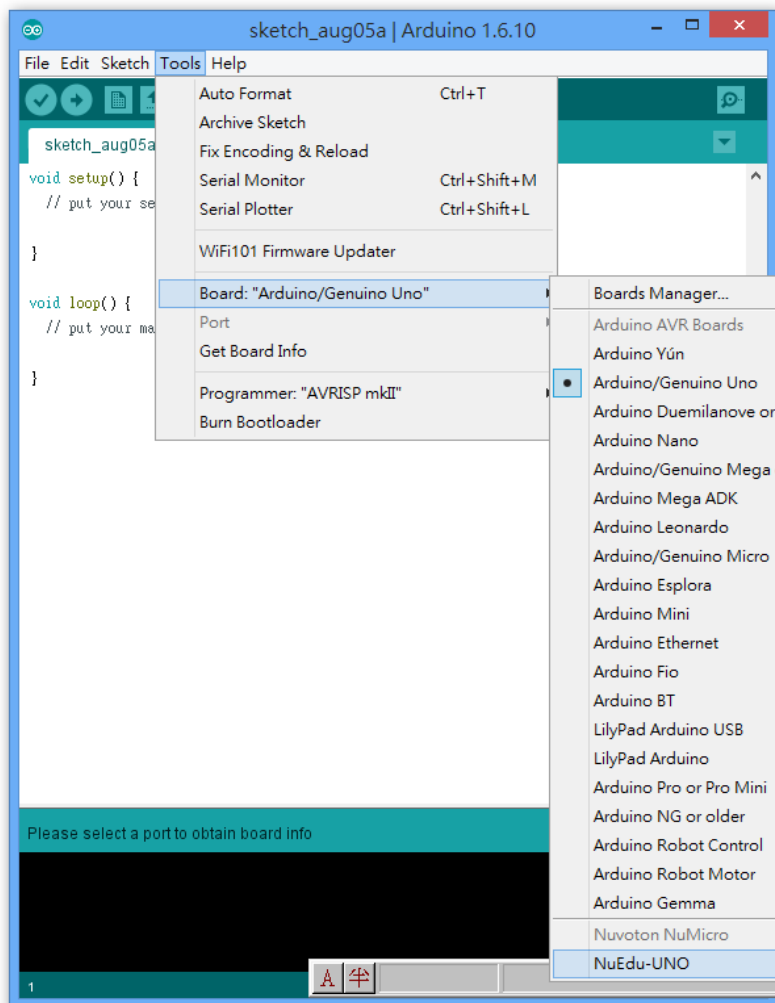 sketch_aug05a | Arduino 1.6.10
File Edit Sketch Tools Help
sketch_aug05a
void setup() {
// put your se
}
void loop() {
// put your ma
}
Auto Format Ctrl+T
Archive Sketch
Fix Encoding & Reload
Serial Monitor Ctrl+Shift+M
Serial Plotter Ctrl+Shift+L
WiFi101 Firmware Updater
Board: "Arduino/Genuino Uno"
Port
Get Board Info
Programmer: "AVRISP mkII"
Burn Bootloader
Boards Manager...
Arduino AVR Boards
Arduino Yún
Arduino/Genuino Uno
Arduino Duemilanove or
Arduino Nano
Arduino/Genuino Mega
Arduino Mega ADK
Arduino Leonardo
Arduino/Genuino Micro
Arduino Esplora
Arduino Mini
Arduino Ethernet
Arduino Fio
Arduino BT
LilyPad Arduino USB
LilyPad Arduino
Arduino Pro or Pro Mini
Arduino NG or older
Arduino Robot Control
Arduino Robot Motor
Arduino Gemma
Nuvoton NuMicro
NuEdu-UNO
Please select a port to obtain board info
1
A 半